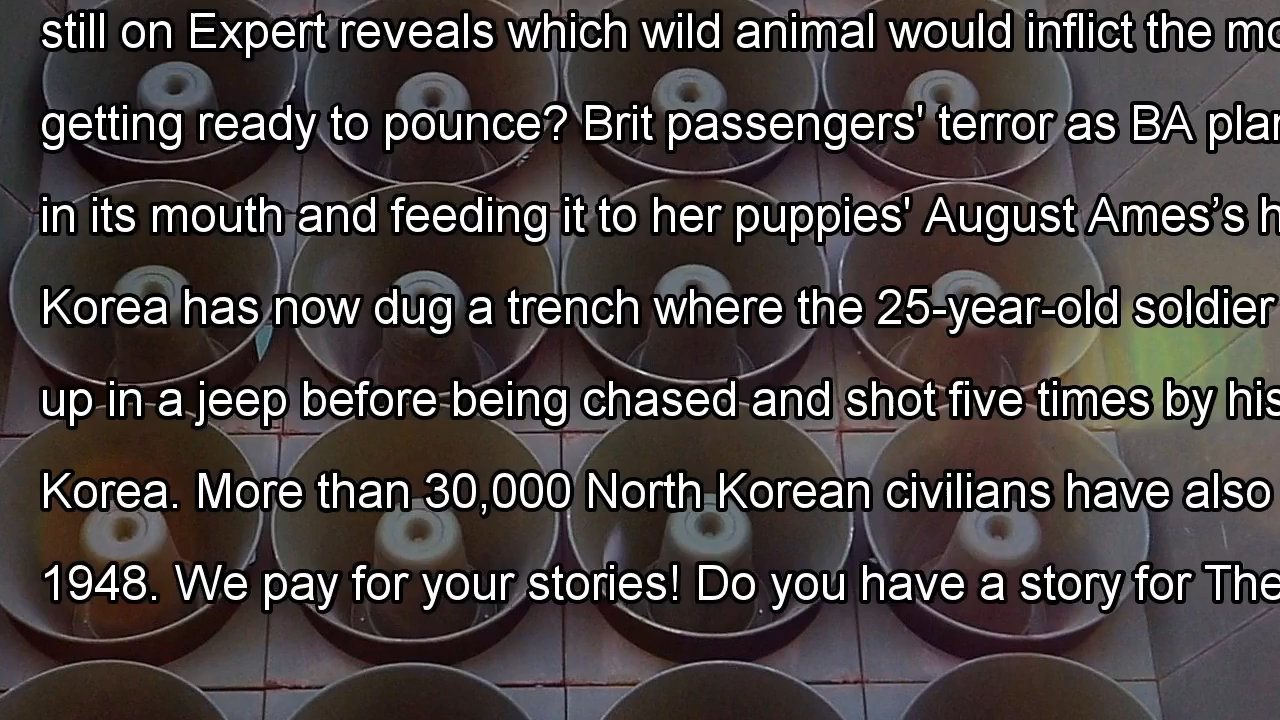 still on Expert reveals which wild animal would inflict the
getting ready to pounce? Brit passengers' terror as BA
in its mouth and feeding it to her puppies' August Ames’s
Korea has now dug a trench where the 25-year-old soldier
up in a jeep before being chased and shot five times by his
Korea. More than 30,000 North Korean civilians have also
1948. We pay for your stories! Do you have a story for The